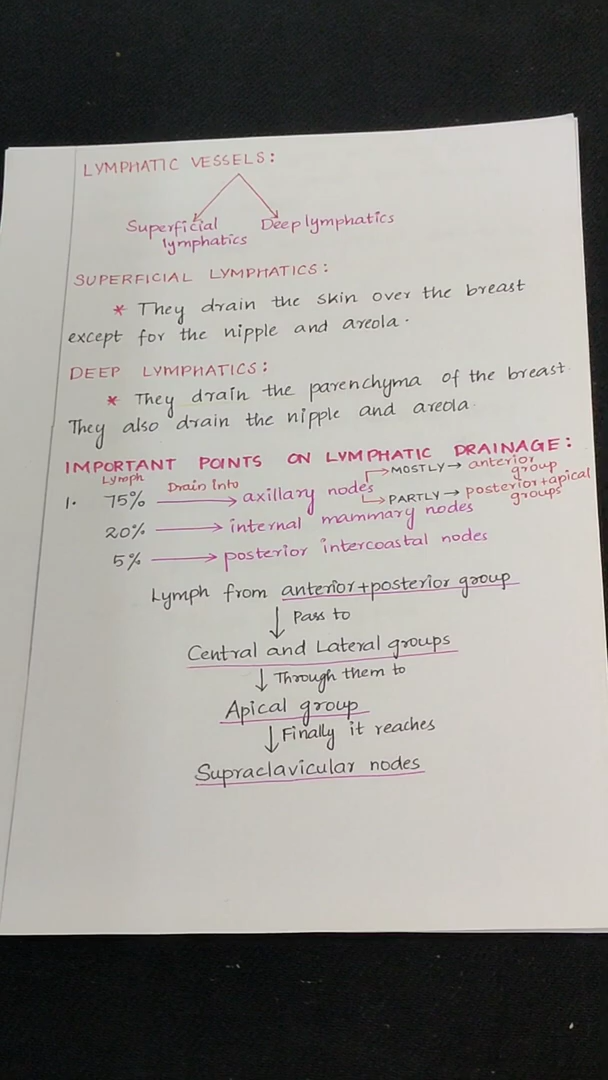 LYMPHATIC VESSELS:
Superficial lymphatics
Deep lymphatics
SUPERFICIAL LYMPHATICS:
* They drain the skin over the breast
except for the nipple and areola.
DEEP LYMPHATICS:
* They drain the parenchyma of the breast.
They also drain the nipple and areola.
IMPORTANT POINTS ON LYMPHATIC DRAINAGE:
Lymph Drain Into
1. 75% → axillary nodes
→ MOSTLY → anterior group
→ PARTLY → posterior + apical groups
20% → internal mammary nodes
5% → posterior intercoastal nodes
Lymph from anterior + posterior group
↓ Pass to
Central and Lateral groups
↓ Through them to
Apical group
↓ Finally it reaches
Supraclavicular nodes